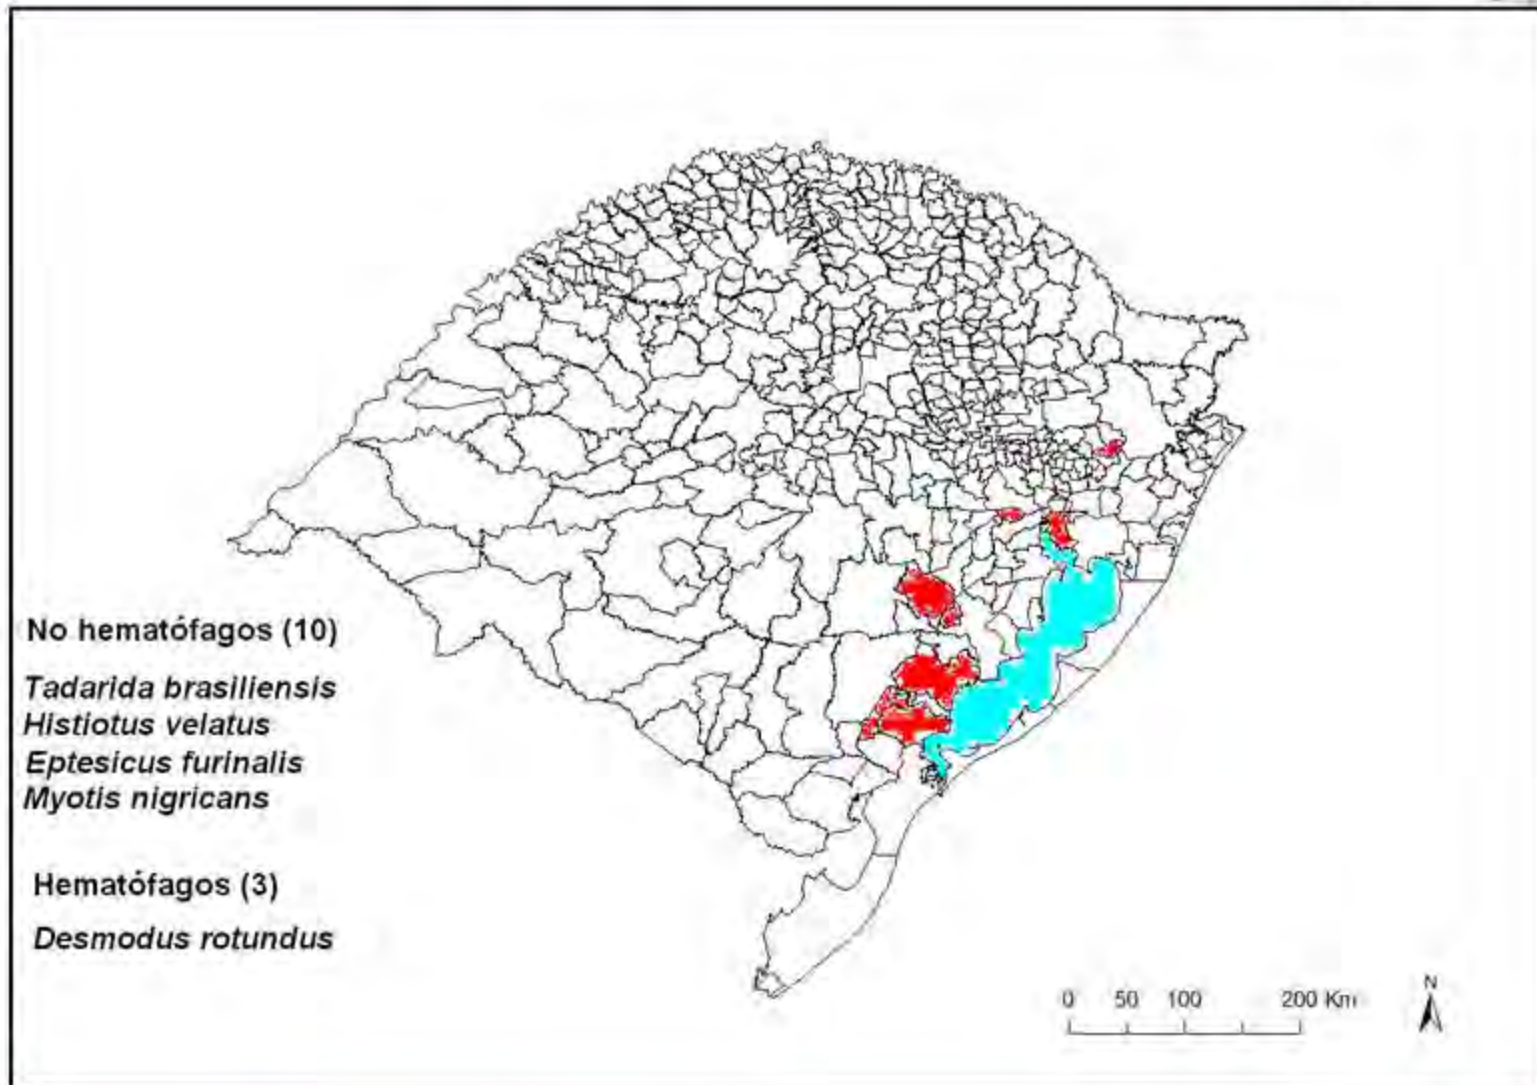 No hematófagos (10)
Tadarida brasiliensis
Histiotus velatus
Eptesicus furinalis
Myotis nigricans
Hematófagos (3)
Desmodus rotundus
0 50 100 200 Km
N